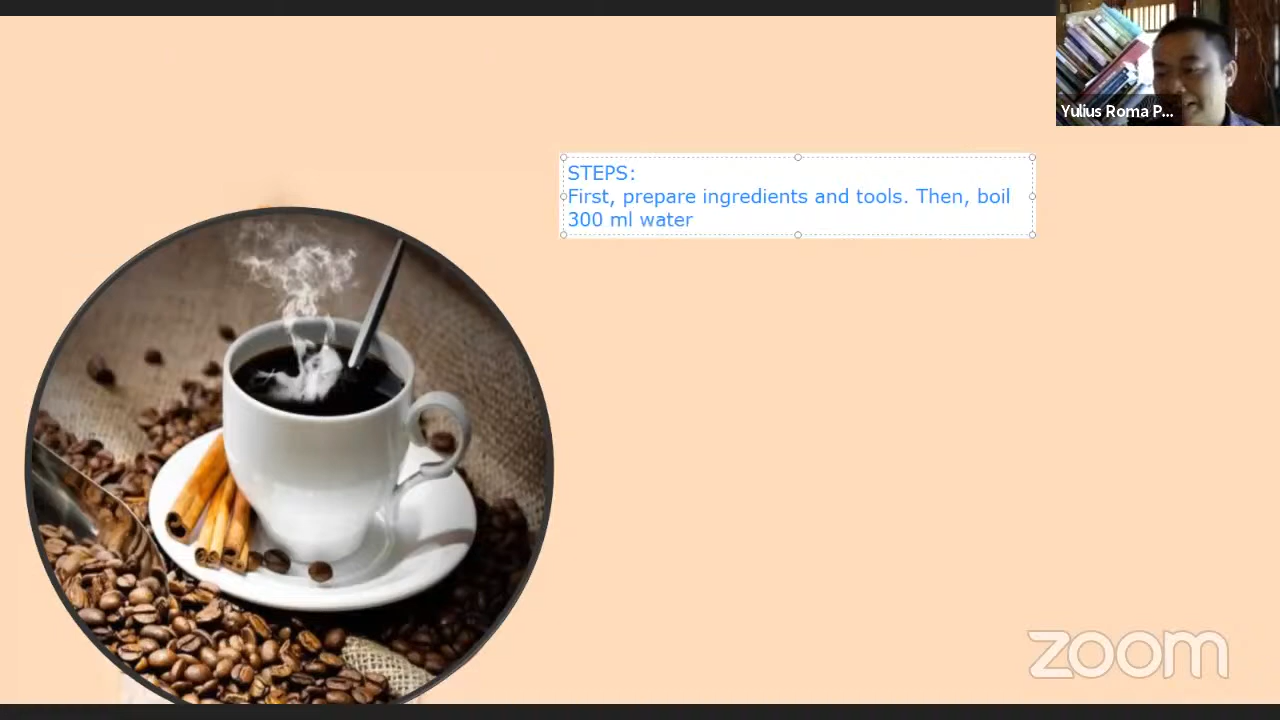 Yulius Roma P...
STEPS:
First, prepare ingredients and tools. Then, boil
300 ml water
zoom